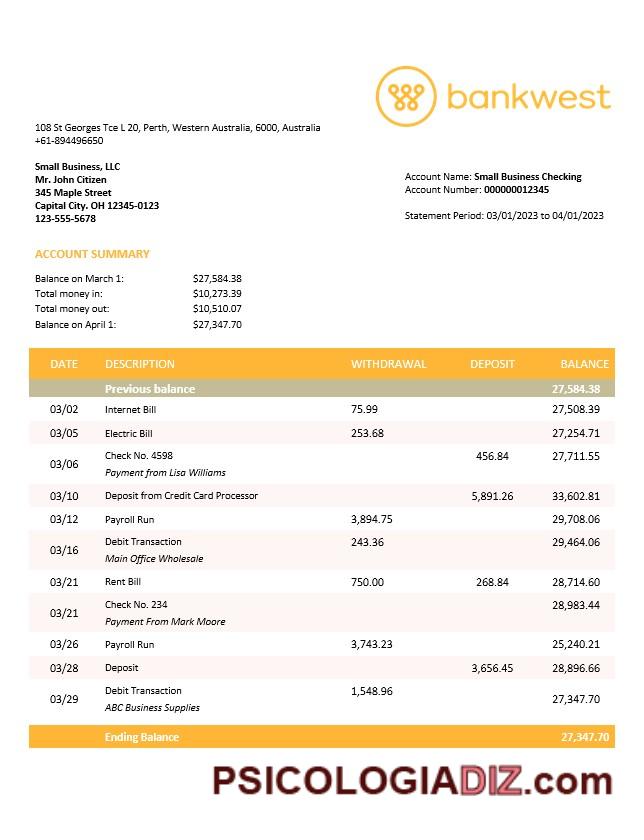 bankwest
108 St Georges Tce L 20, Perth, Western Australia, 6000, Australia
+61-894496650
Small Business, LLC
Mr. John Citizen
345 Maple Street
Capital City. OH 12345-0123
123-555-5678
Account Name: Small Business Checking
Account Number: 000000012345
Statement Period: 03/01/2023 to 04/01/2023
ACCOUNT SUMMARY
Balance on March 1: $27,584.38
Total money in: $10,273.39
Total money out: $10,510.07
Balance on April 1: $27,347.70
DATE DESCRIPTION WITHDRAWAL DEPOSIT BALANCE
Previous balance 27,584.38
03/02 Internet Bill 75.99 27,508.39
03/05 Electric Bill 253.68 27,254.71
03/06 Check No. 4598 456.84 27,711.55
Payment from Lisa Williams
03/10 Deposit from Credit Card Processor 5,891.26 33,602.81
03/12 Payroll Run 3,894.75 29,708.06
03/16 Debit Transaction 243.36 29,464.06
Main Office Wholesale
03/21 Rent Bill 750.00 268.84 28,714.60
03/21 Check No. 234 28,983.44
Payment From Mark Moore
03/26 Payroll Run 3,743.23 25,240.21
03/28 Deposit 3,656.45 28,896.66
03/29 Debit Transaction 1,548.96 27,347.70
ABC Business Supplies
Ending Balance 27,347.70
PSICOLOGIADIZ.com